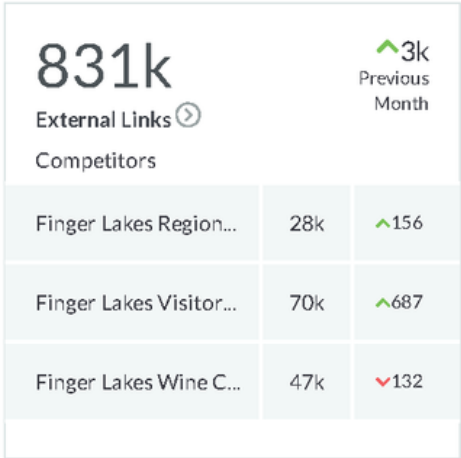 831k
3k
Previous
Month
External Links
Competitors
Finger Lakes Region... 28k 156
Finger Lakes Visitor... 70k 687
Finger Lakes Wine C... 47k 132